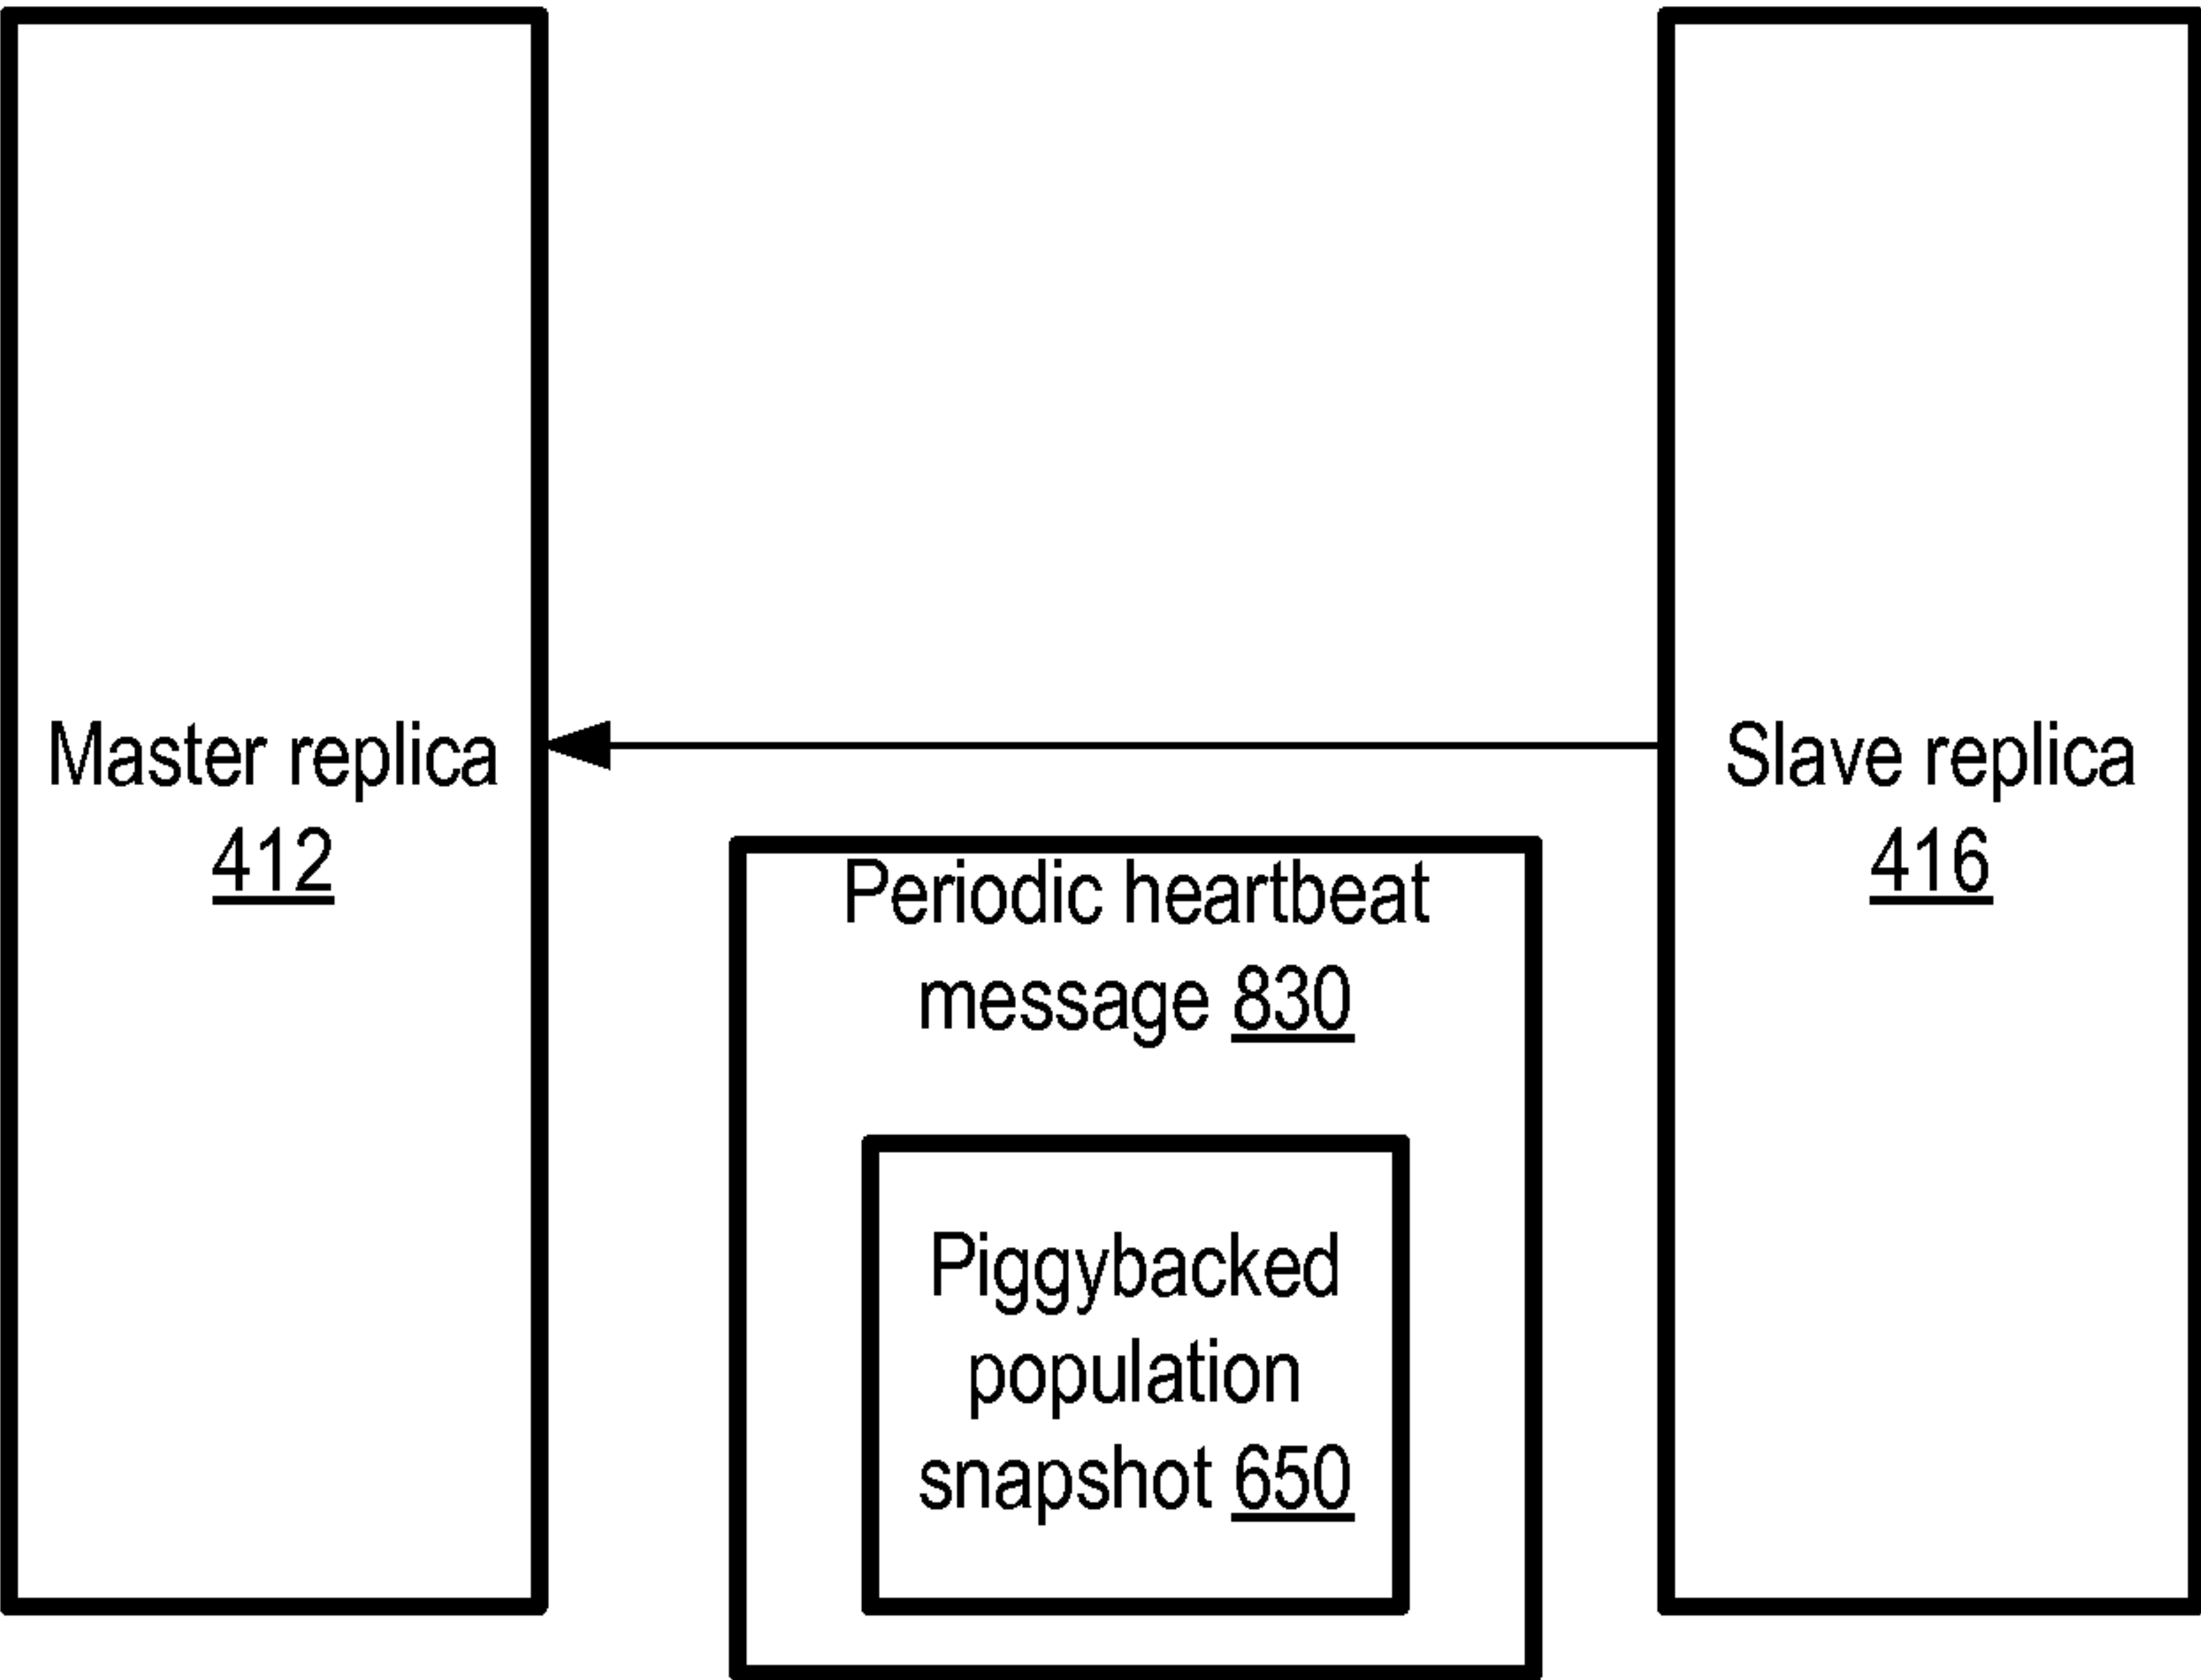 Master replica
412
Periodic heartbeat
message 830
Piggybacked
population
snapshot 650
Slave replica
416